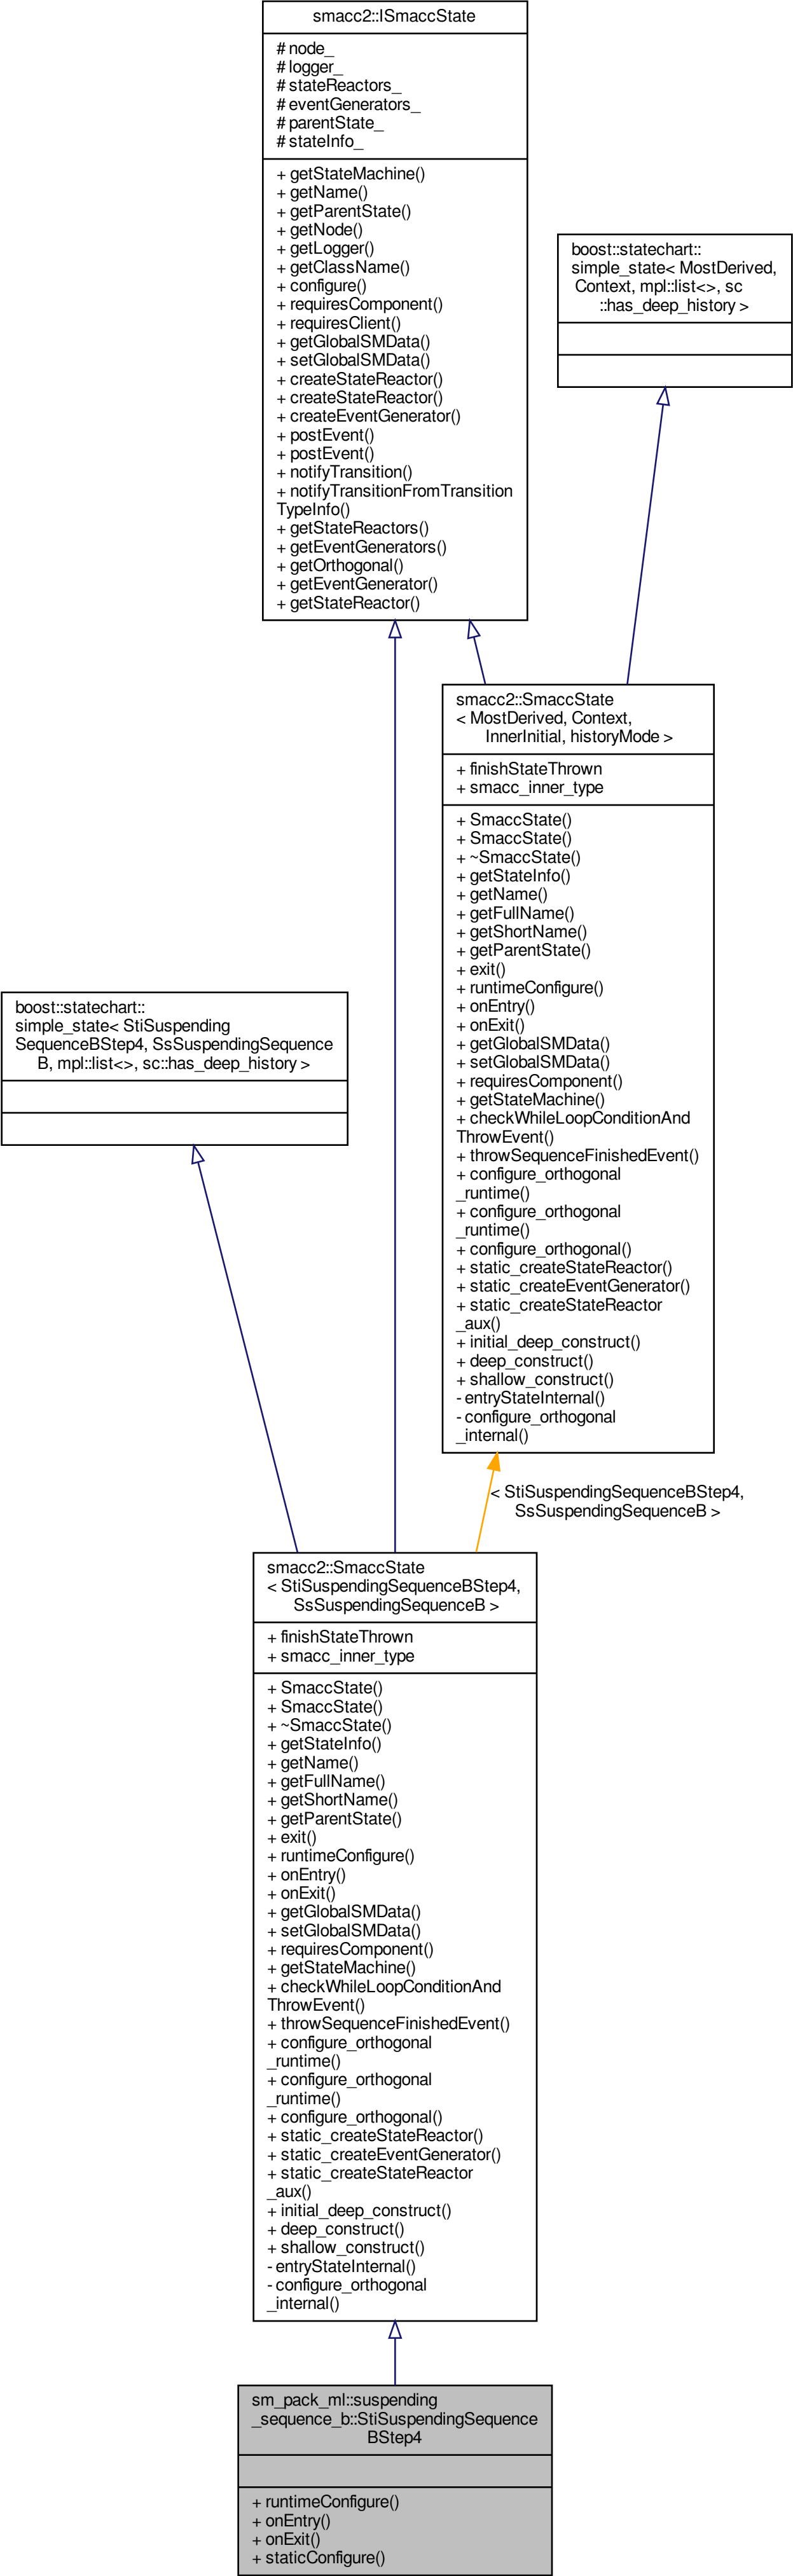 smacc2::ISmaccState
# node_
# logger_
# stateReactors_
# eventGenerators_
# parentState_
# stateInfo_
+ getStateMachine()
+ getName()
+ getParentState()
+ getNode()
+ getLogger()
+ getClassName()
+ configure()
+ requiresComponent()
+ requiresClient()
+ getGlobalSMData()
+ setGlobalSMData()
+ createStateReactor()
+ createStateReactor()
+ createEventGenerator()
+ postEvent()
+ postEvent()
+ notifyTransition()
+ notifyTransitionFromTransition
TypeInfo()
+ getStateReactors()
+ getEventGenerators()
+ getOrthogonal()
+ getEventGenerator()
+ getStateReactor()
boost::statechart::
simple_state< MostDerived,
Context, mpl::list<>, sc
::has_deep_history >
smacc2::SmaccState
< MostDerived, Context,
InnerInitial, historyMode >
+ finishStateThrown
+ smacc_inner_type
+ SmaccState()
+ SmaccState()
+ ~SmaccState()
+ getStateInfo()
+ getName()
+ getFullName()
+ getShortName()
+ getParentState()
+ exit()
+ runtimeConfigure()
+ onEntry()
+ onExit()
+ getGlobalSMData()
+ setGlobalSMData()
+ requiresComponent()
+ getStateMachine()
+ checkWhileLoopConditionAnd
ThrowEvent()
+ throwSequenceFinishedEvent()
+ configure_orthogonal
_runtime()
+ configure_orthogonal
_runtime()
+ configure_orthogonal()
+ static_createStateReactor()
+ static_createEventGenerator()
+ static_createStateReactor
_aux()
+ initial_deep_construct()
+ deep_construct()
+ shallow_construct()
- entryStateInternal()
- configure_orthogonal
_internal()
boost::statechart::
simple_state< StiSuspending
SequenceBStep4, SsSuspendingSequence
B, mpl::list<>, sc::has_deep_history >
< StiSuspendingSequenceBStep4,
SsSuspendingSequenceB >
smacc2::SmaccState
< StiSuspendingSequenceBStep4,
SsSuspendingSequenceB >
+ finishStateThrown
+ smacc_inner_type
+ SmaccState()
+ SmaccState()
+ ~SmaccState()
+ getStateInfo()
+ getName()
+ getFullName()
+ getShortName()
+ getParentState()
+ exit()
+ runtimeConfigure()
+ onEntry()
+ onExit()
+ getGlobalSMData()
+ setGlobalSMData()
+ requiresComponent()
+ getStateMachine()
+ checkWhileLoopConditionAnd
ThrowEvent()
+ throwSequenceFinishedEvent()
+ configure_orthogonal
_runtime()
+ configure_orthogonal
_runtime()
+ configure_orthogonal()
+ static_createStateReactor()
+ static_createEventGenerator()
+ static_createStateReactor
_aux()
+ initial_deep_construct()
+ deep_construct()
+ shallow_construct()
- entryStateInternal()
- configure_orthogonal
_internal()
sm_pack_ml::suspending
_sequence_b::StiSuspendingSequence
BStep4
+ runtimeConfigure()
+ onEntry()
+ onExit()
+ staticConfigure()